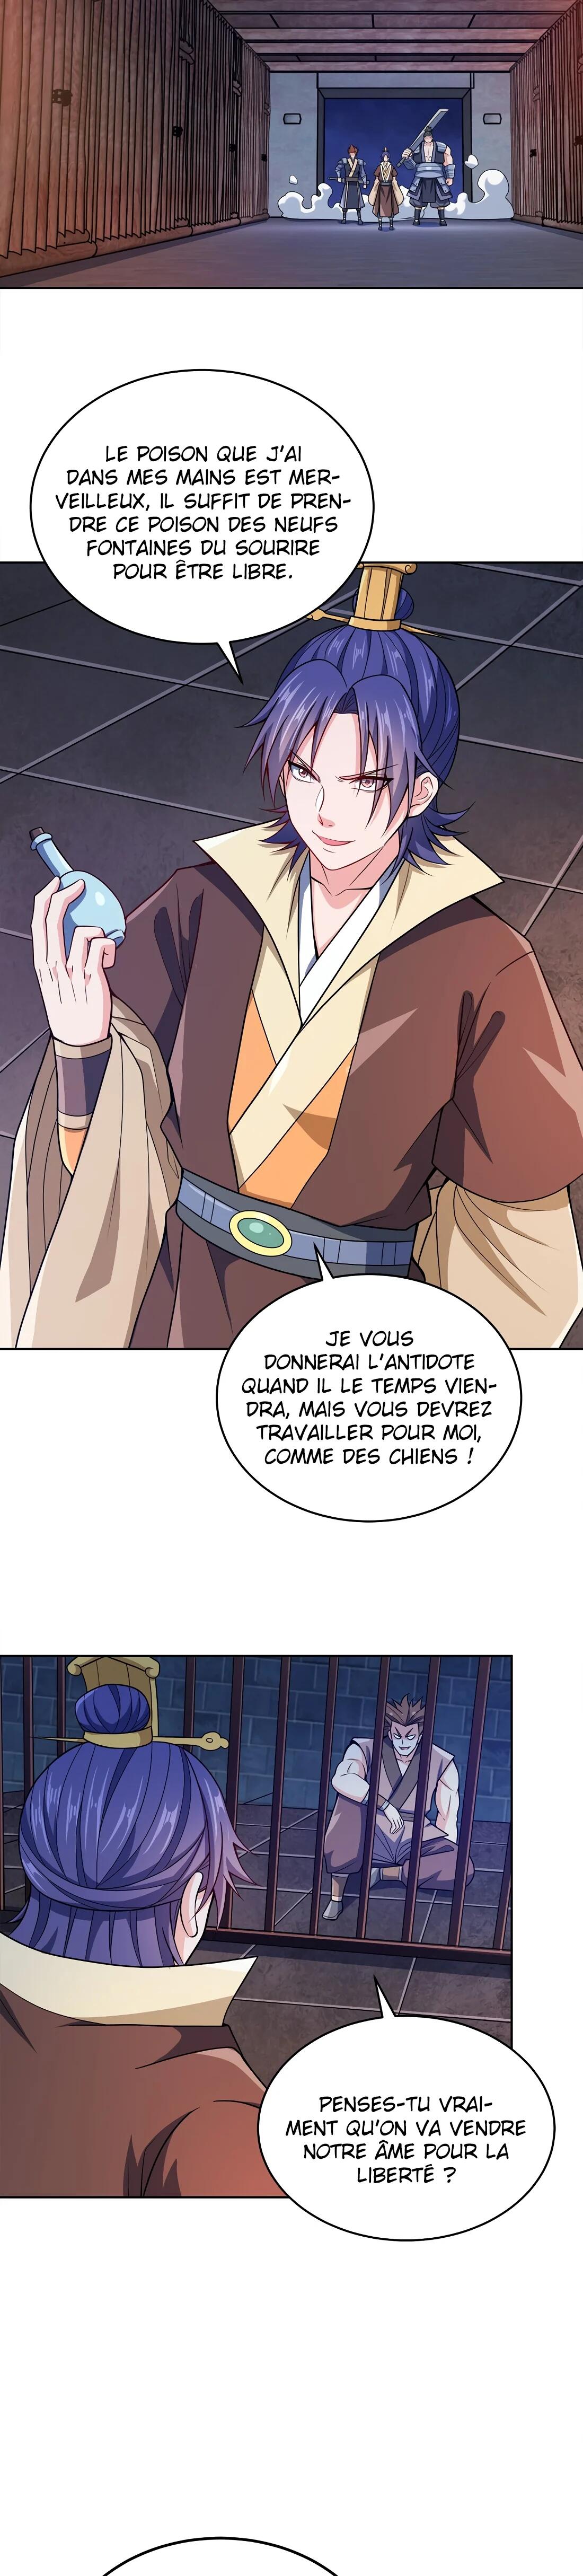 LE POISON QUE J'AI
DANS MES MAINS EST MER-
VEILLEUX, IL SUFFIT DE PREN-
DRE CE POISON DES NEUFS
FONTAINES DU SOURIRE
POUR ÊTRE LIBRE.
JE VOUS
DONNERAI L'ANTIDOTE
QUAND IL LE TEMPS VIEN-
DRA, MAIS VOUS DEVREZ
TRAVAILLER POUR MOI,
COMME DES CHIENS !
PENSES-TU VRAI-
MENT QU'ON VA VENDRE
NOTRE ÂME POUR LA
LIBERTÉ ?